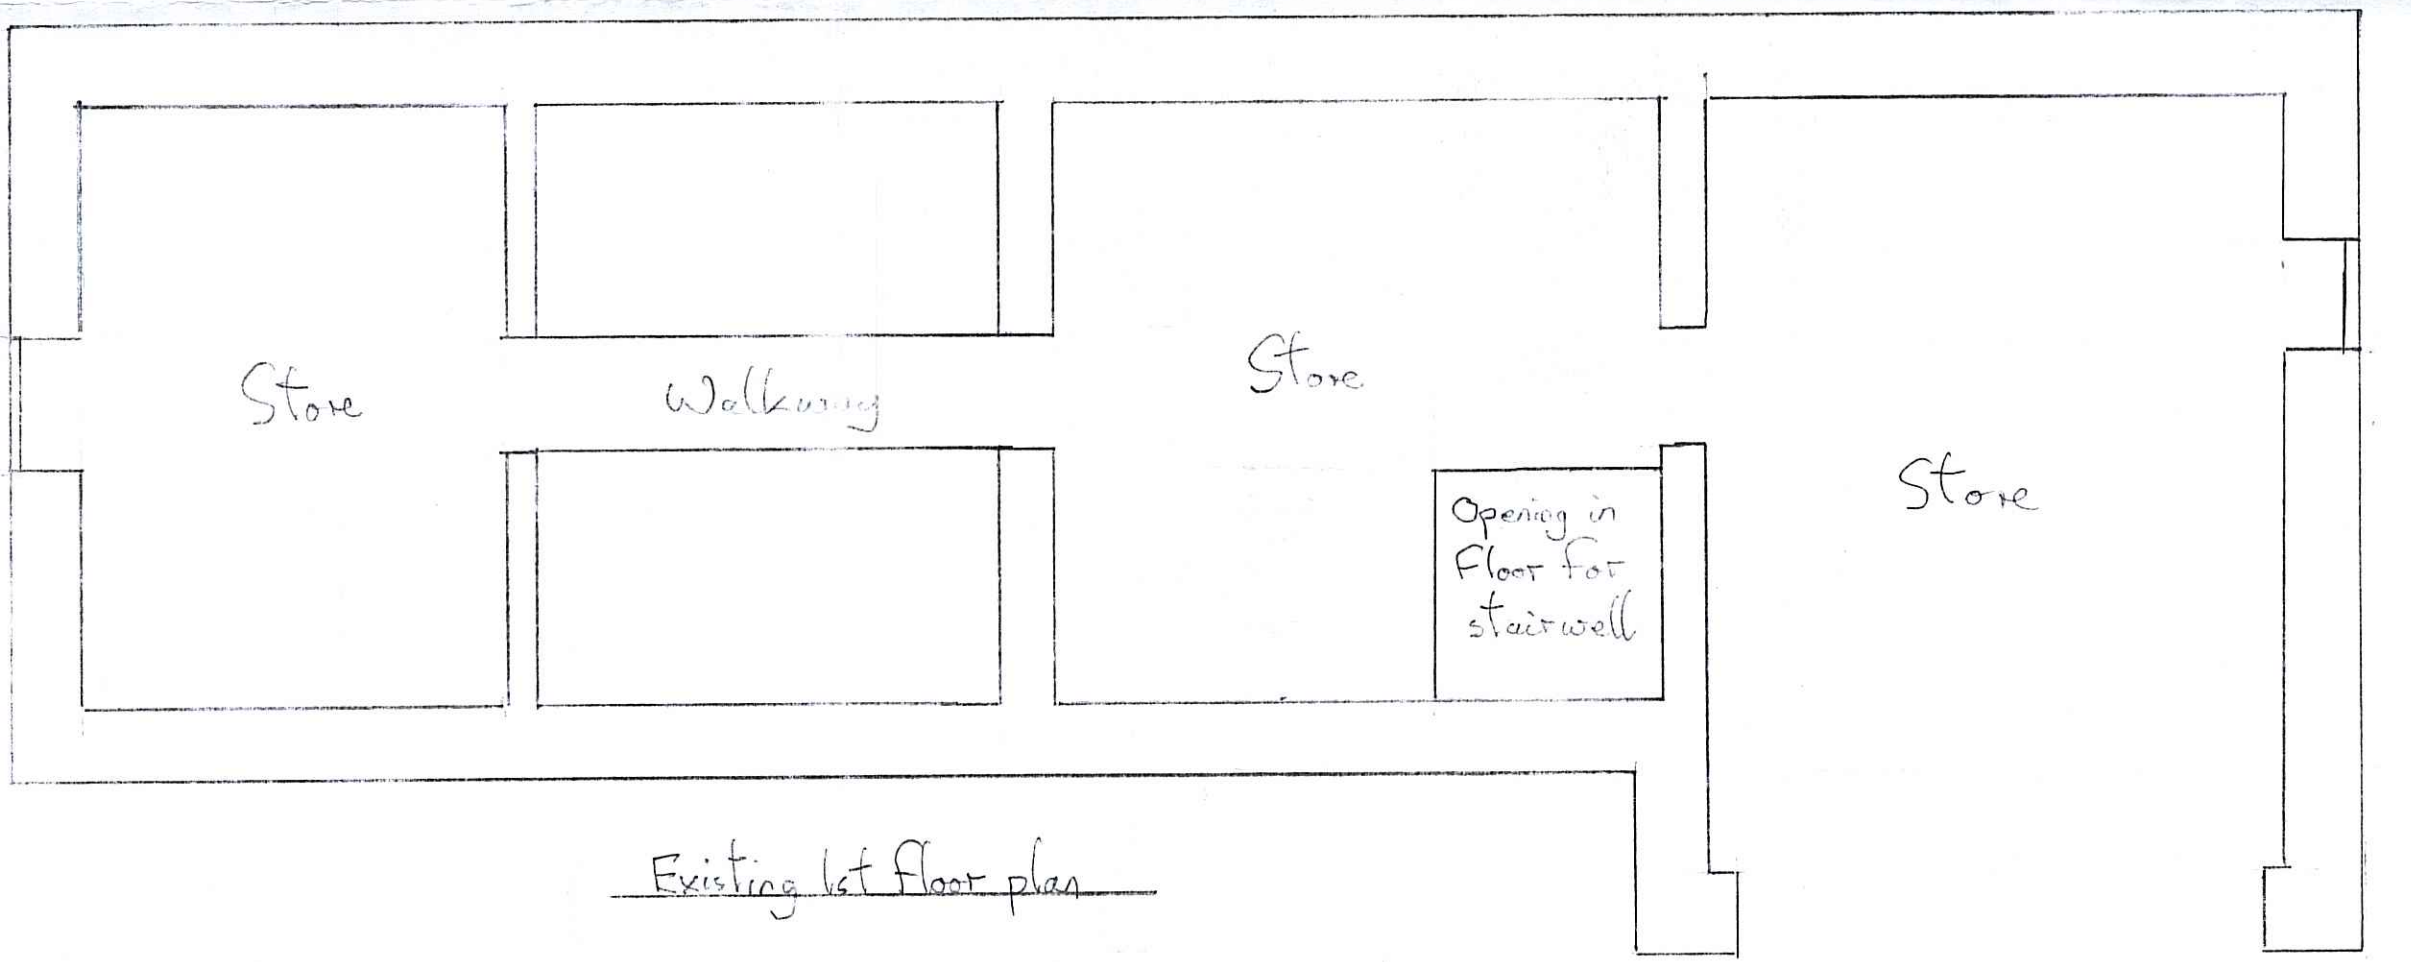 Store
Walkway
Store
Store
Opening in
Floor for
stairwell
Existing 1st floor plan